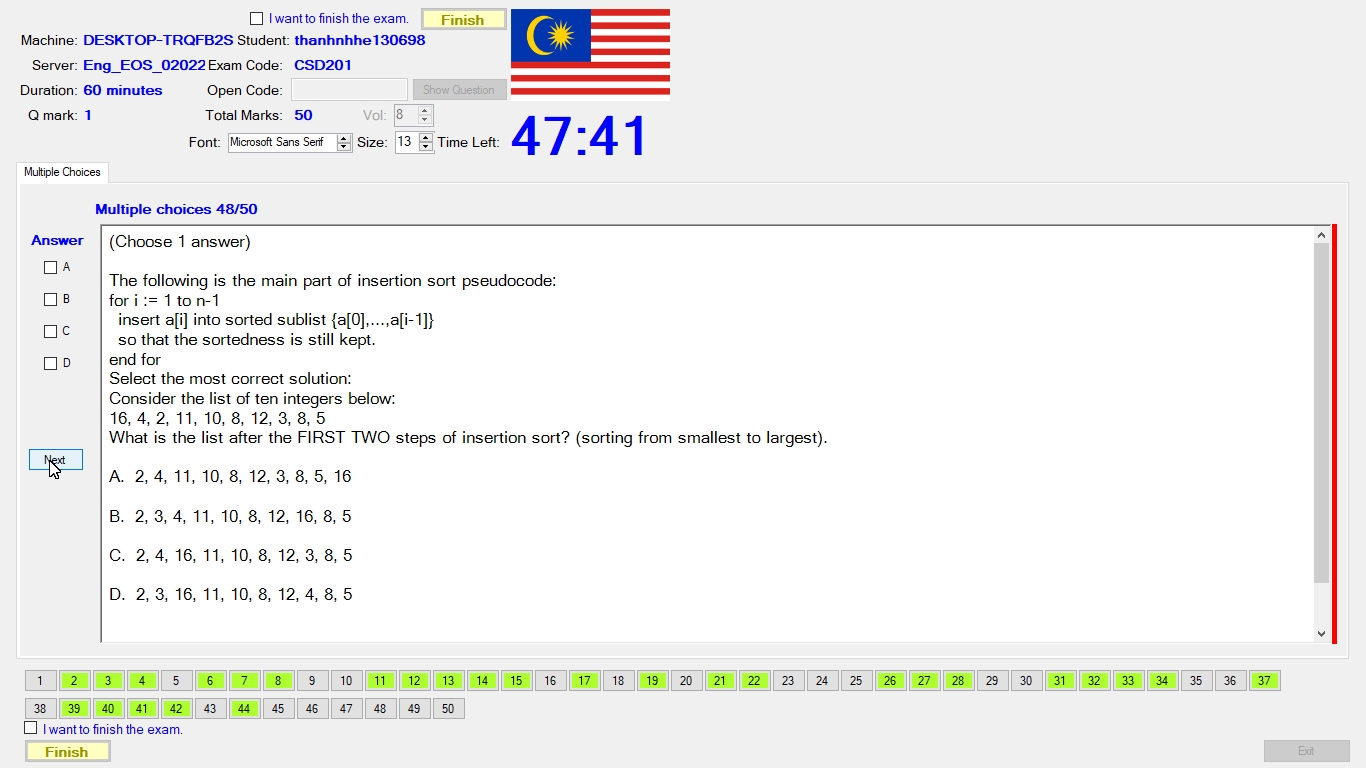 I want to finish the exam. Finish
Machine: DESKTOP-TRQFB2S Student: thanhnhhe130698
Server: Eng_EOS_02022 Exam Code: CSD201
Duration: 60 minutes Open Code: Show Question
Q mark: 1 Total Marks: 50 Vol: 8
Font: Microsoft Sans Serif Size: 13 Time Left: 47:41
Multiple Choices
Multiple choices 48/50
Answer
A
B
C
D
Next
(Choose 1 answer)
The following is the main part of insertion sort pseudocode:
for i := 1 to n-1
insert a[i] into sorted sublist {a[0],...,a[i-1]}
so that the sortedness is still kept.
end for
Select the most correct solution:
Consider the list of ten integers below:
16, 4, 2, 11, 10, 8, 12, 3, 8, 5
What is the list after the FIRST TWO steps of insertion sort? (sorting from smallest to largest).
A. 2, 4, 11, 10, 8, 12, 3, 8, 5, 16
B. 2, 3, 4, 11, 10, 8, 12, 16, 8, 5
C. 2, 4, 16, 11, 10, 8, 12, 3, 8, 5
D. 2, 3, 16, 11, 10, 8, 12, 4, 8, 5
1 2 3 4 5 6 7 8 9 10 11 12 13 14 15 16 17 18 19 20 21 22 23 24 25 26 27 28 29 30 31 32 33 34 35 36 37
38 39 40 41 42 43 44 45 46 47 48 49 50
I want to finish the exam.
Finish Exit